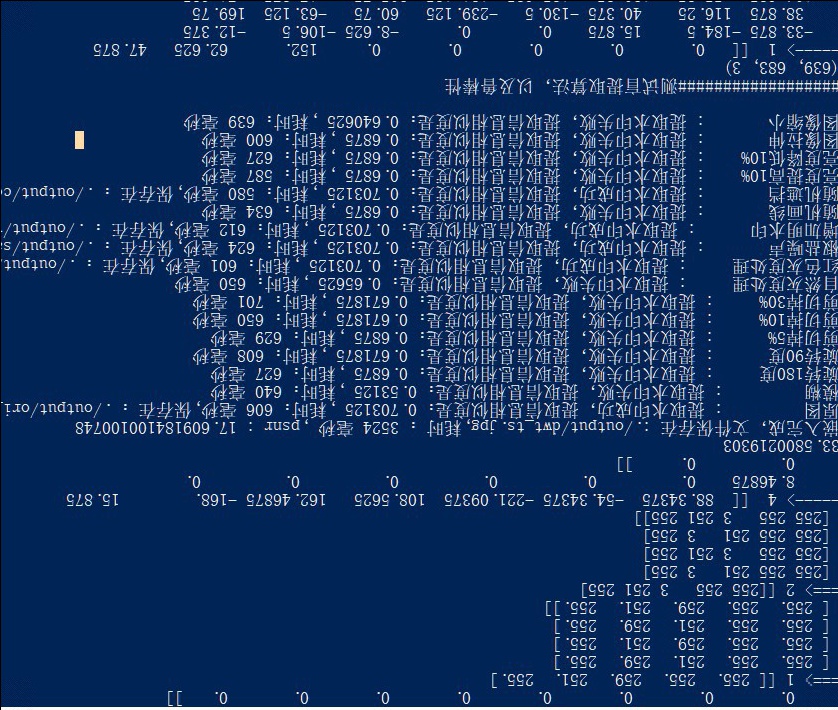 0. 0. 0. 0. 0. 0. 0. 0. ]]
===> 1 [[ 255. 255. 259. 251. 255.]
[ 255. 255. 251. 259. 255.]
[ 255. 255. 259. 251. 255.]
[ 255. 255. 251. 259. 255.]
[ 255. 255. 259. 251. 255.]]
===> 2 [[255 255 3 251 255]
[255 255 251 3 255]
[255 255 3 251 255]
[255 255 251 3 255]
[255 255 3 251 255]]
-----> 4 [[ 88.34375 -54.34375 -221.09375 108.5625 162.46875 -168. 15.875
8.46875 0. 0. 0. 0.
0. 0. ]]
33.5800219303
嵌入完成, 文件保存在 :./output/dwt_ts.jpg,耗时 : 3524 毫秒, psnr : 17.609184100100748
原图 : 提取水印成功, 提取信息相似度是: 0.703125 ,耗时: 606 毫秒,保存在 : ./output/ori
模糊 : 提取水印失败, 提取信息相似度是: 0.53125 ,耗时: 640 毫秒
旋转180度 : 提取水印失败, 提取信息相似度是: 0.6875 ,耗时: 627 毫秒
旋转90度 : 提取水印失败, 提取信息相似度是: 0.671875 ,耗时: 608 毫秒
剪切掉5% : 提取水印失败, 提取信息相似度是: 0.6875 ,耗时: 629 毫秒
剪切掉10% : 提取水印失败, 提取信息相似度是: 0.671875 ,耗时: 650 毫秒
剪切掉30% : 提取水印失败, 提取信息相似度是: 0.671875 ,耗时: 701 毫秒
自然灰度处理 : 提取水印失败, 提取信息相似度是: 0.65625 ,耗时: 650 毫秒
红色灰度处理 : 提取水印成功, 提取信息相似度是: 0.703125 ,耗时: 601 毫秒,保存在 : ./output
椒盐噪声 : 提取水印成功, 提取信息相似度是: 0.703125 ,耗时: 624 毫秒,保存在 : ./output/s
增加明水印 : 提取水印成功, 提取信息相似度是: 0.703125 ,耗时: 612 毫秒,保存在 : ./output/
随机画线 : 提取水印失败, 提取信息相似度是: 0.6875 ,耗时: 634 毫秒
随机遮挡 : 提取水印成功, 提取信息相似度是: 0.703125 ,耗时: 580 毫秒,保存在 : ./output/co
亮度提高10% : 提取水印失败, 提取信息相似度是: 0.6875 ,耗时: 587 毫秒
亮度降低10% : 提取水印失败, 提取信息相似度是: 0.6875 ,耗时: 627 毫秒
图像拉伸 : 提取水印失败, 提取信息相似度是: 0.6875 ,耗时: 600 毫秒
图像缩小 : 提取水印失败, 提取信息相似度是: 0.640625 ,耗时: 639 毫秒
##################测试盲提取算法, 以及鲁棒性
(639, 683, 3)
-----> 1 [[ 0. 0. 0. 0. 0. 152. 62.625 47.875
-33.875 -184.5 15.875 0. 0. -8.625 -106.5 -12.375
38.875 116.25 40.375 -130.5 -239.125 60.75 -63.125 169.75